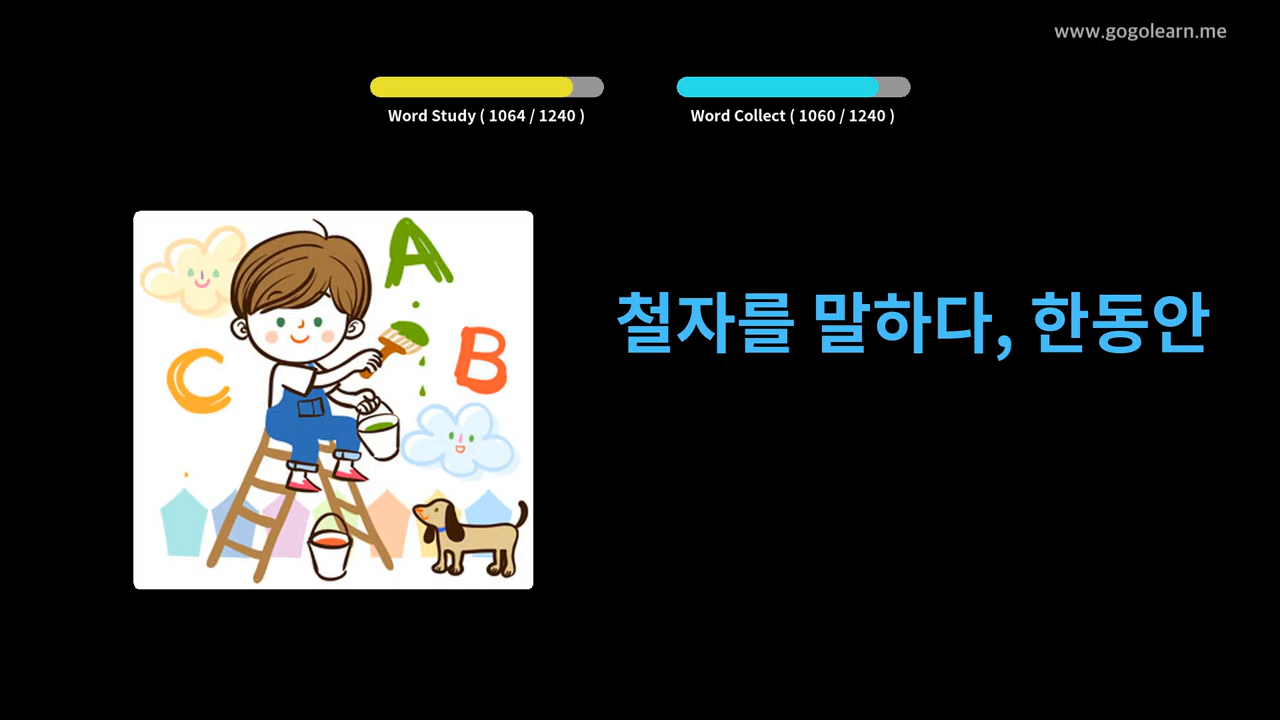 www.gogolearn.me
Word Study ( 1064 / 1240 )
Word Collect ( 1060 / 1240 )
A
B
C
철자를 말하다, 한동안